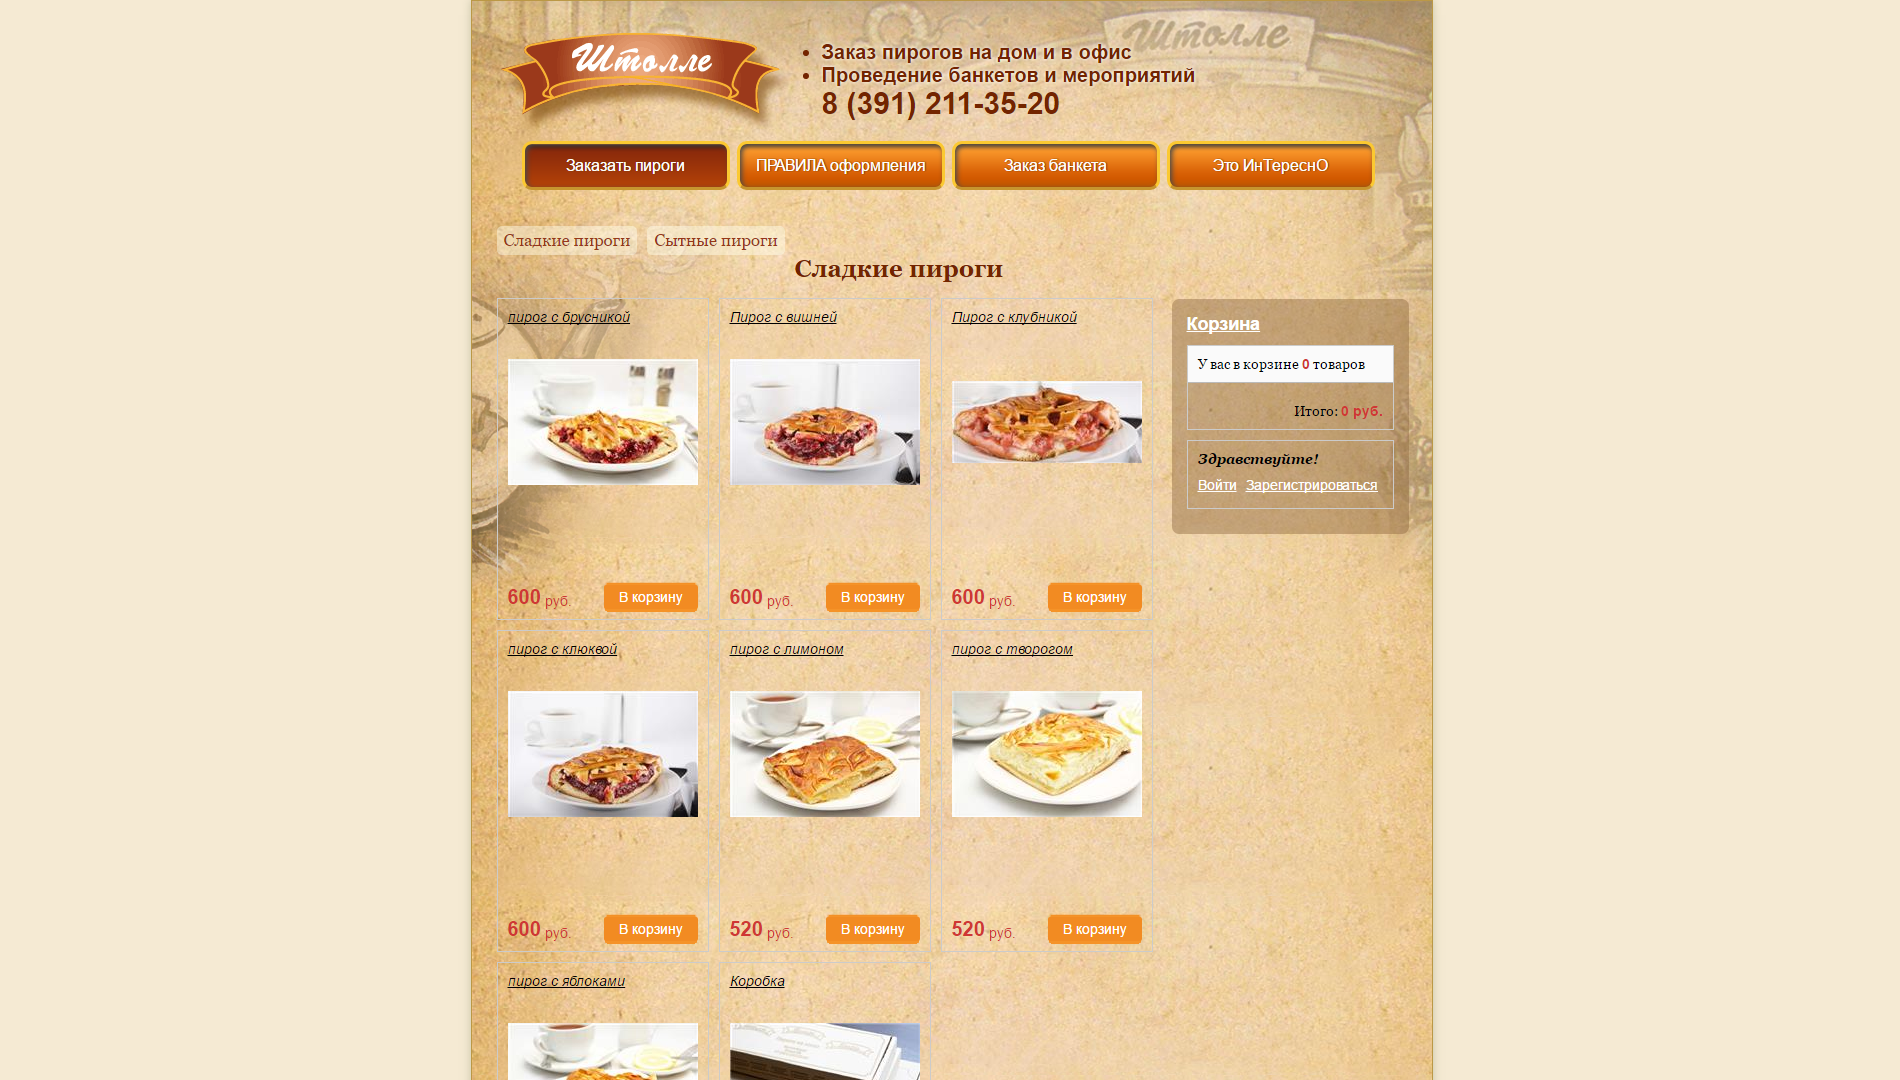 Штолле
Штолле
• Заказ пирогов на дом и в офис
• Проведение банкетов и мероприятий
8 (391) 211-35-20
Заказать пироги
ПРАВИЛА оформления
Заказ банкета
Это ИнТереснО
Сладкие пироги
Сытные пироги
Сладкие пироги
пирог с брусникой
Пирог с вишней
Пирог с клубникой
600 руб.
В корзину
600 руб.
В корзину
600 руб.
В корзину
Корзина
У вас в корзине 0 товаров
Итого: 0 руб.
Здравствуйте!
Войти Зарегистрироваться
пирог с клюквой
пирог с лимоном
пирог с творогом
600 руб.
В корзину
520 руб.
В корзину
520 руб.
В корзину
пирог с яблоками
Коробка